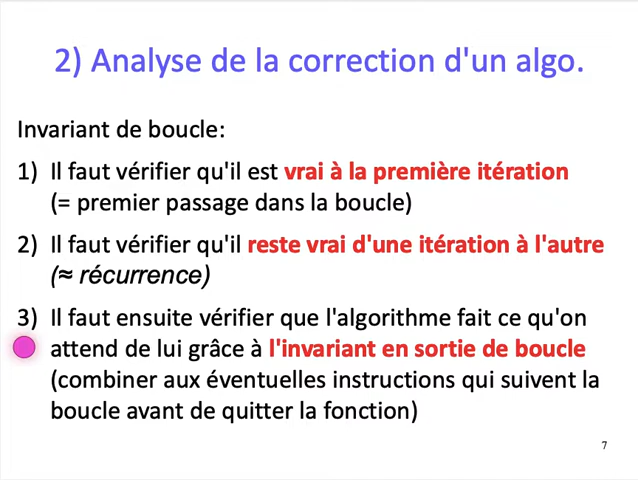 2) Analyse de la correction d'un algo.
Invariant de boucle:
1) Il faut vérifier qu'il est vrai à la première itération
(= premier passage dans la boucle)
2) Il faut vérifier qu'il reste vrai d'une itération à l'autre
(≈ récurrence)
3) Il faut ensuite vérifier que l'algorithme fait ce qu'on
attend de lui grâce à l'invariant en sortie de boucle
(combiner aux éventuelles instructions qui suivent la
boucle avant de quitter la fonction)
7